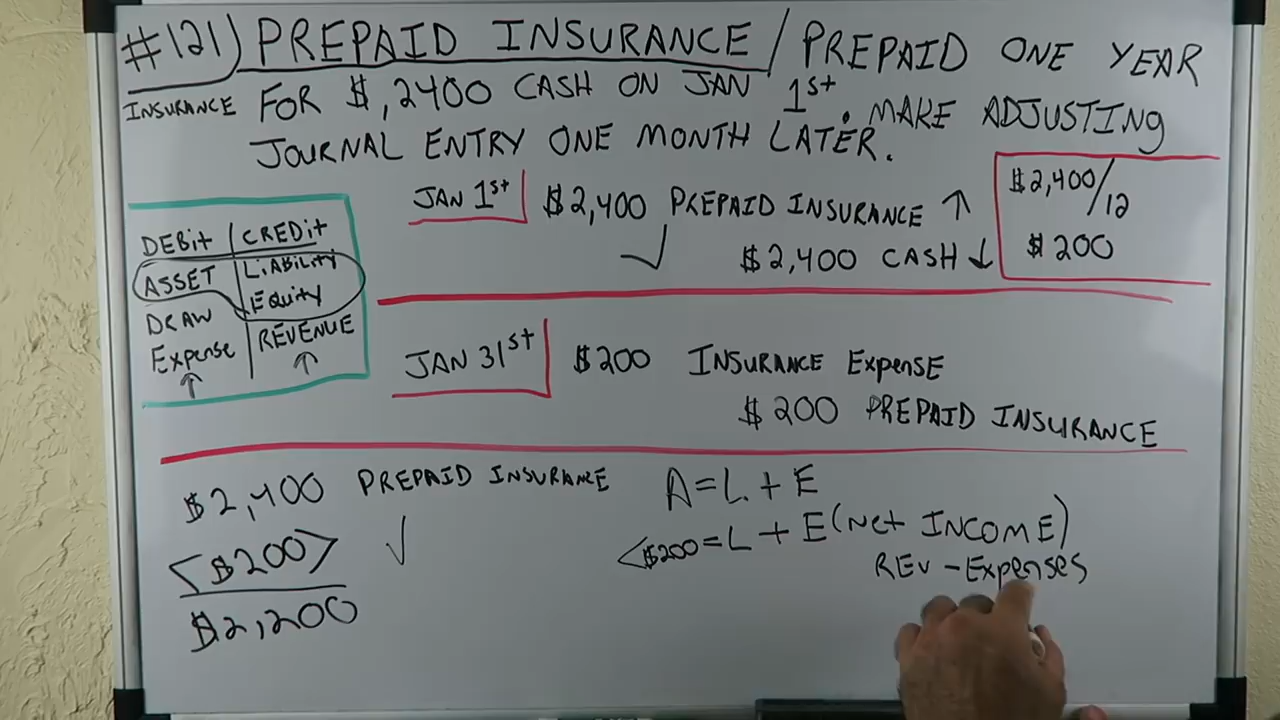 #121) PREPAID INSURANCE / PREPAID ONE YEAR
INSURANCE FOR $,2400 CASH ON JAN 1st. MAKE ADJUSTING
JOURNAL ENTRY ONE MONTH LATER.
DEBIT | CREDIT
ASSET LIABILITY
EQUITY
DRAW
EXPENSE REVENUE
↑ ↑
JAN 1st $2,400 PREPAID INSURANCE ↑
✓ $2,400 CASH ↓
$2,400/12
$200
JAN 31st $200 INSURANCE EXPENSE
$200 PREPAID INSURANCE
$2,400 PREPAID INSURANCE
<$200> ✓
$2,200
A = L + E
<$200 = L + E (NET INCOME)
REV - EXPENSES